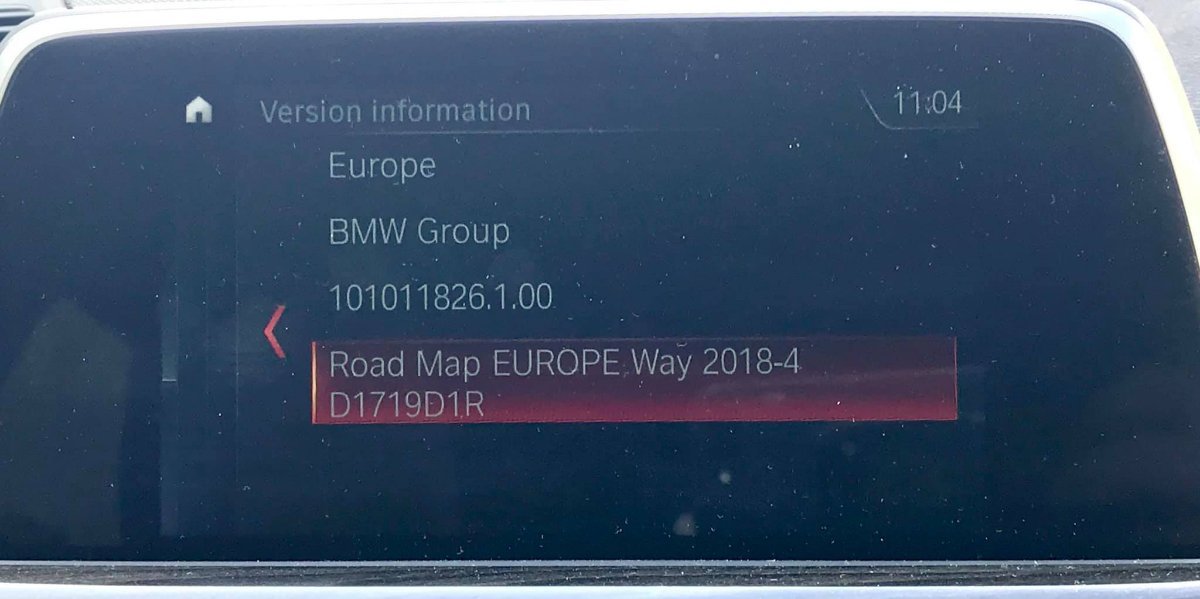 Version information
11:04
Europe
BMW Group
101011826.1.00
Road Map EUROPE Way 2018-4
D1719D1R